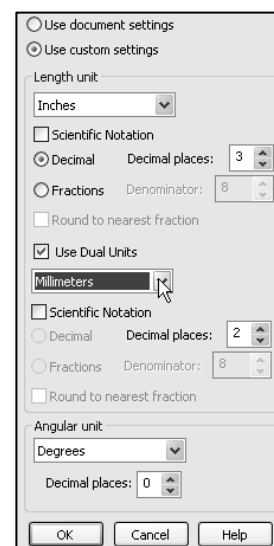 Use document settings
Use custom settings
Length unit
Inches
Scientific Notation
Decimal Decimal places: 3
Fractions Denominator: 8
Round to nearest fraction
Use Dual Units
Millimeters
Scientific Notation
Decimal Decimal places: 2
Fractions Denominator: 8
Round to nearest fraction
Angular unit
Degrees
Decimal places: 0
OK Cancel Help